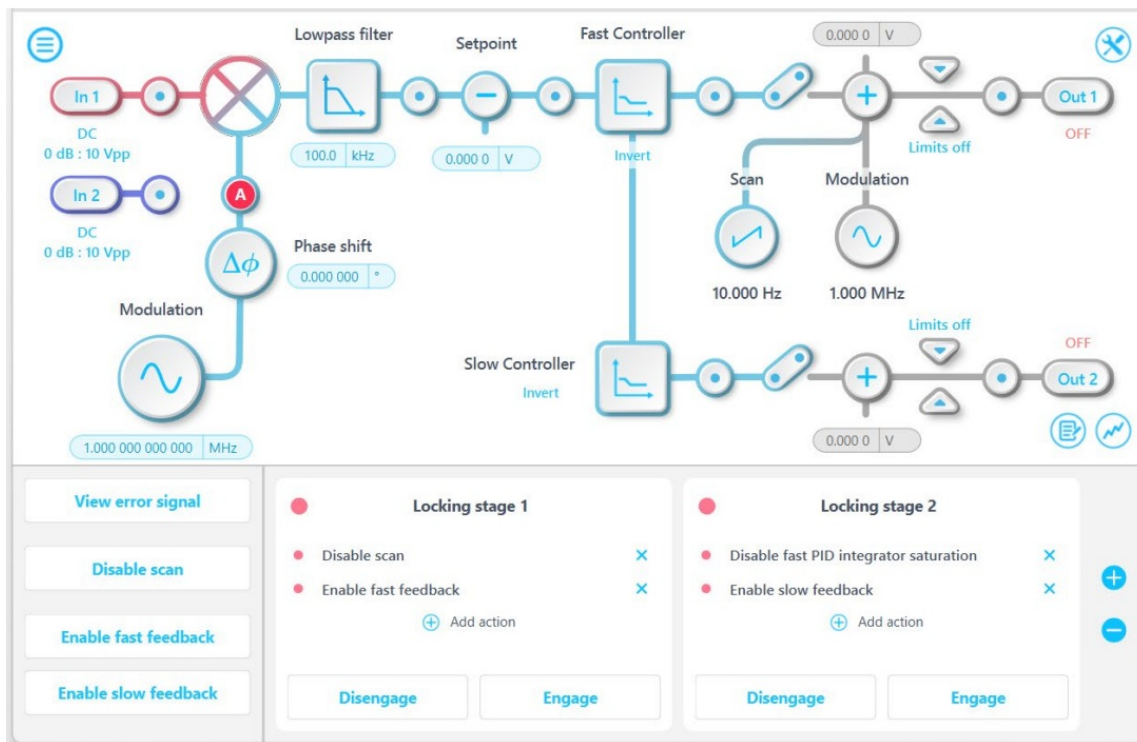 Lowpass filter
Setpoint
Fast Controller
0.000 0 V
In 1
Out 1
DC
0 dB : 10 Vpp
100.0 kHz
0.000 0 V
Invert
Limits off
OFF
In 2
A
Scan
Modulation
DC
0 dB : 10 Vpp
Phase shift
Δϕ
0.000 000 °
10.000 Hz
1.000 MHz
Modulation
Limits off
OFF
Slow Controller
Invert
Out 2
1.000 000 000 000 MHz
0.000 0 V
View error signal
Disable scan
Enable fast feedback
Enable slow feedback
Locking stage 1
Disable scan
Enable fast feedback
Add action
Disengage
Engage
Locking stage 2
Disable fast PID integrator saturation
Enable slow feedback
Add action
Disengage
Engage